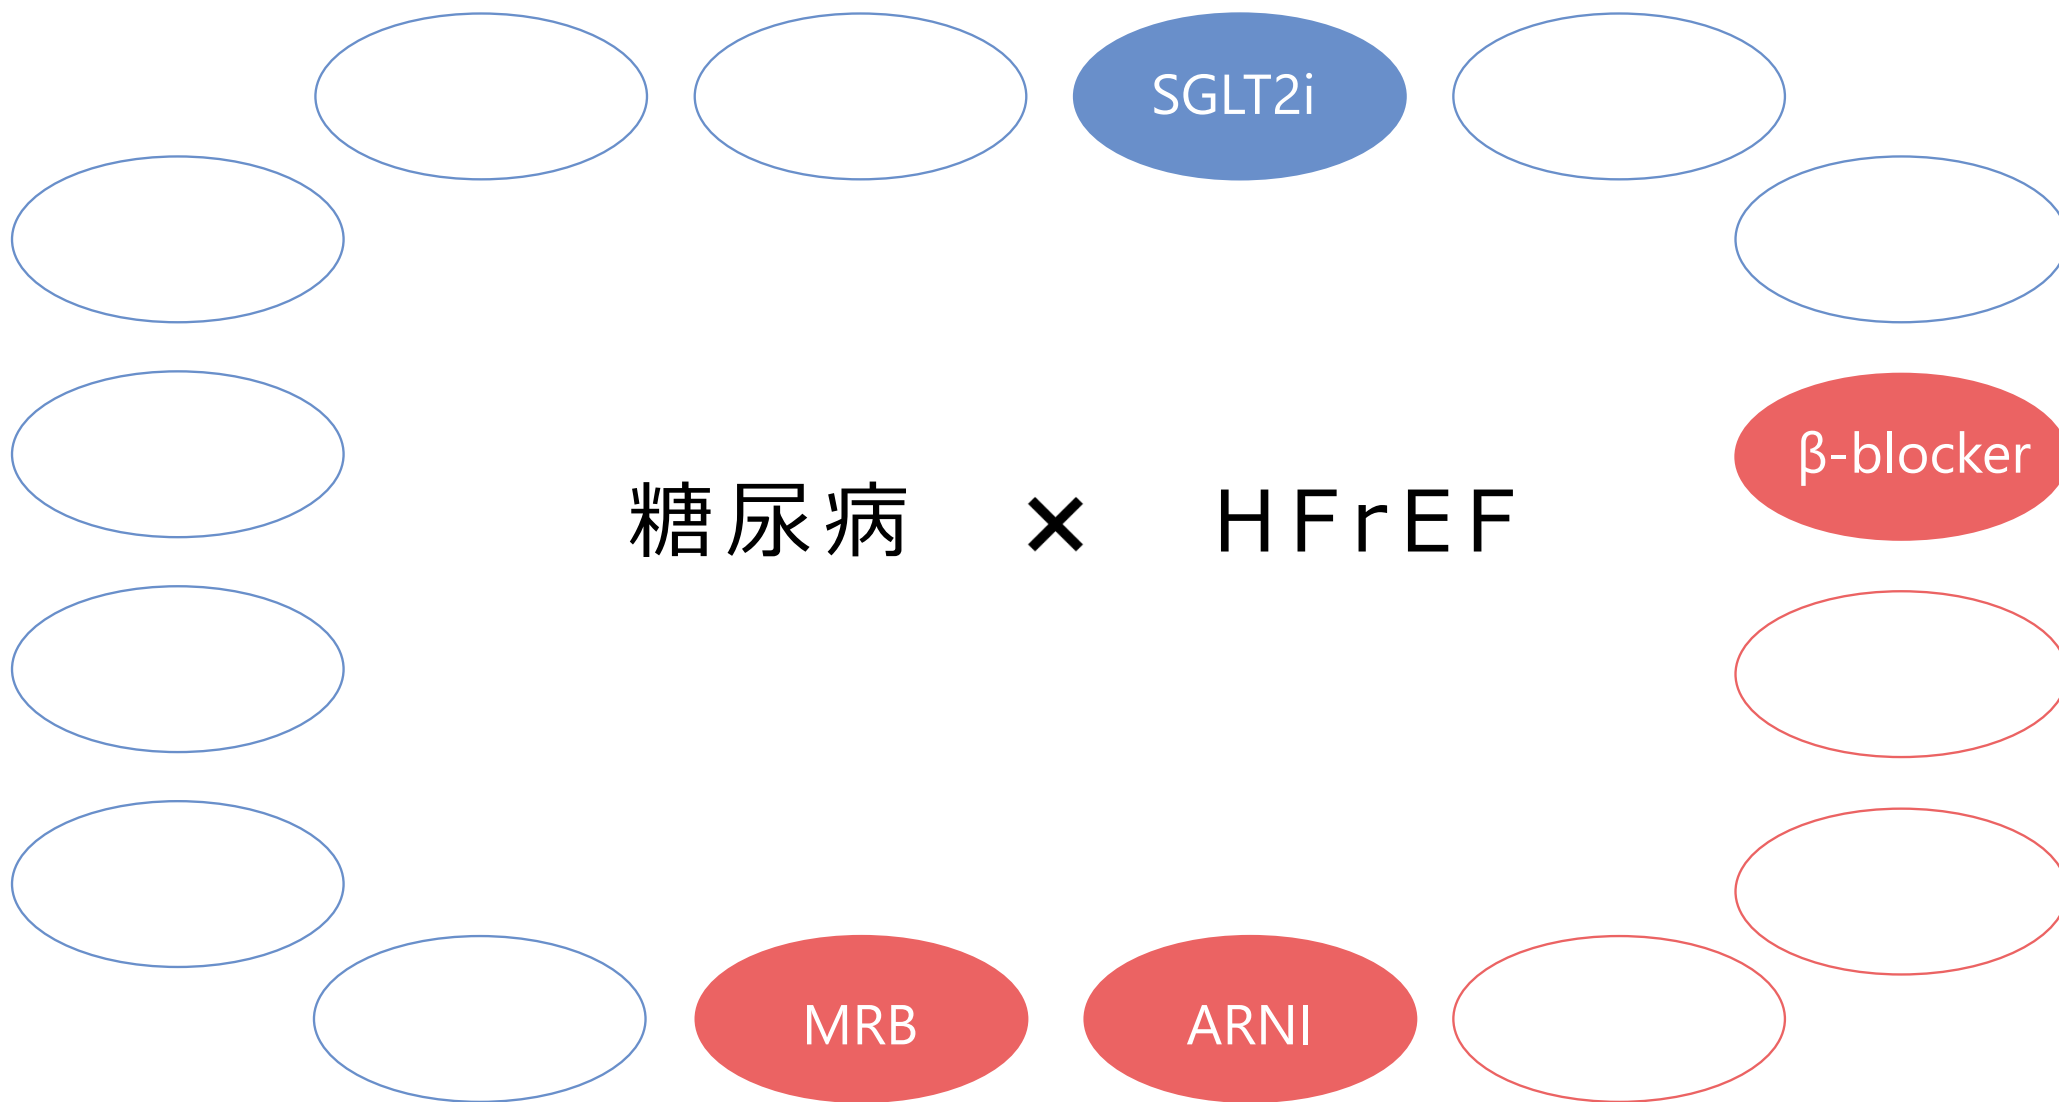 SGLT2i
β-blocker
糖尿病 × HFrEF
MRB
ARNI